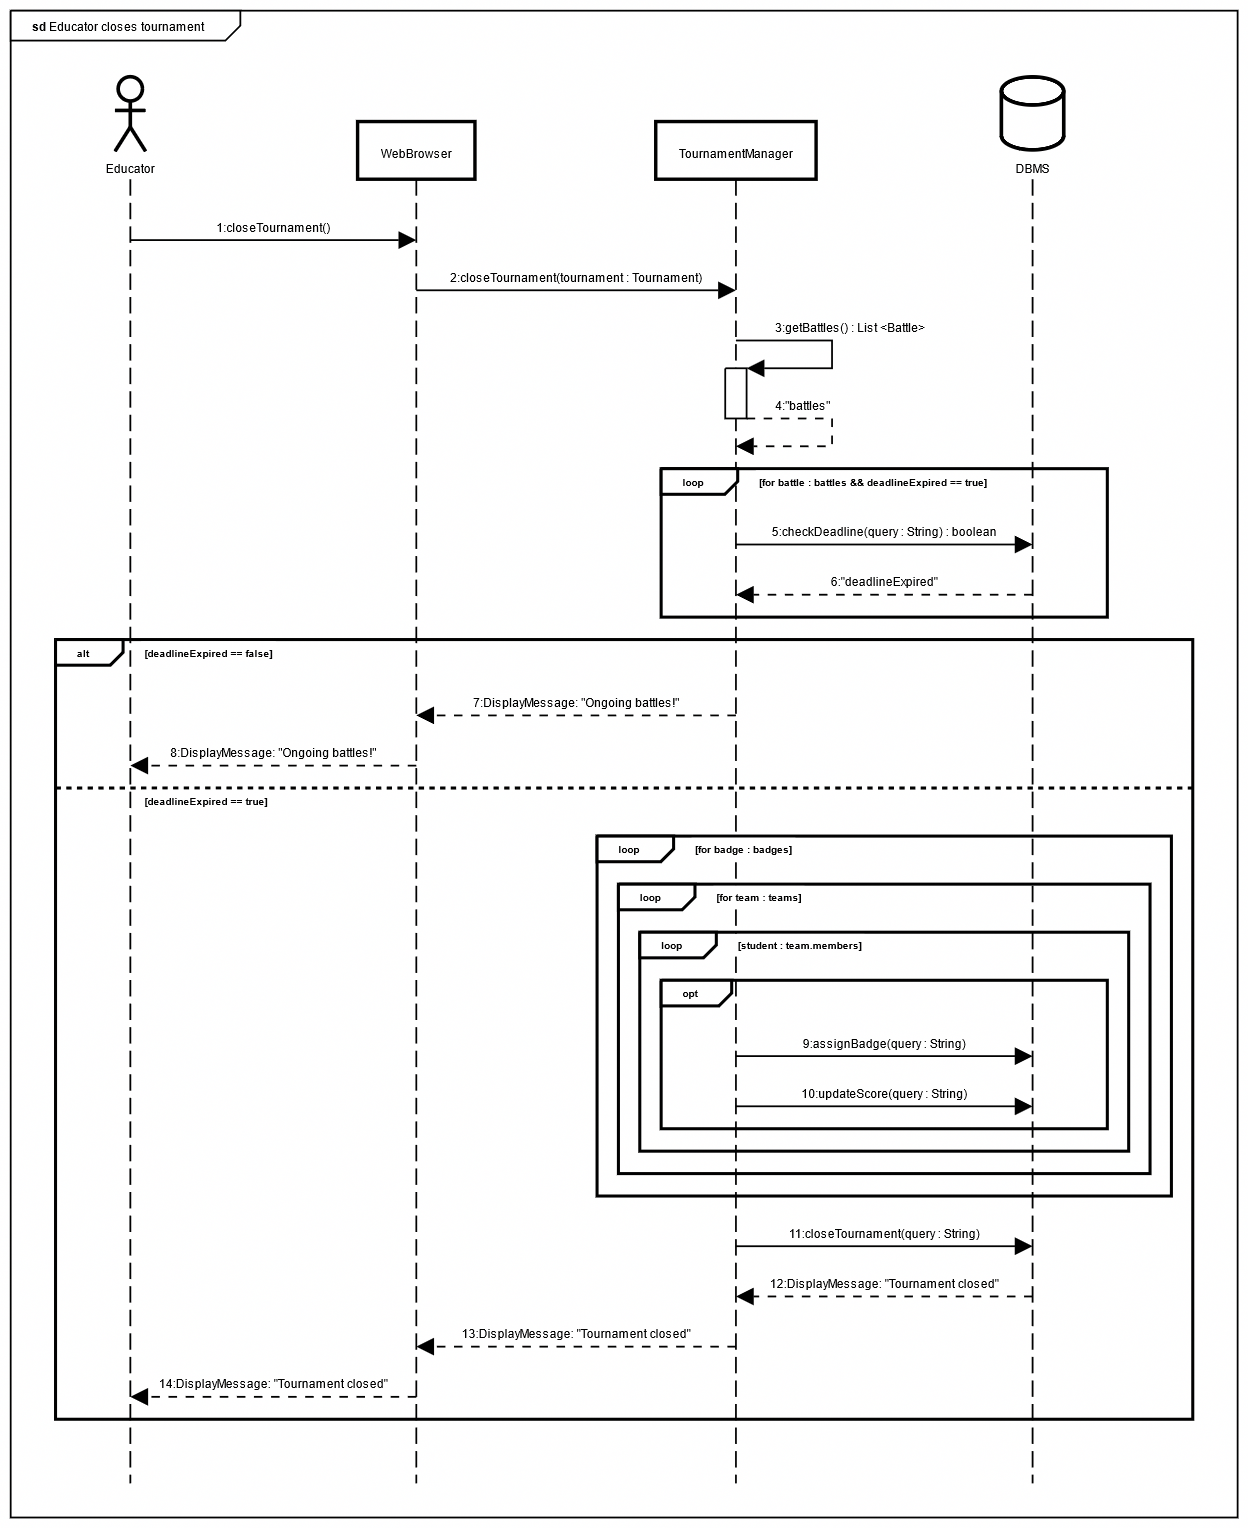 sd Educator closes tournament
Educator
WebBrowser
TournamentManager
DBMS
1:closeTournament()
2:closeTournament(tournament : Tournament)
3:getBattles() : List <Battle>
4:"battles"
loop
[for battle : battles && deadlineExpired == true]
5:checkDeadline(query : String) : boolean
6:"deadlineExpired"
alt
[deadlineExpired == false]
7:DisplayMessage: "Ongoing battles!"
8:DisplayMessage: "Ongoing battles!"
[deadlineExpired == true]
loop
[for badge : badges]
loop
[for team : teams]
loop
[student : team.members]
opt
9:assignBadge(query : String)
10:updateScore(query : String)
11:closeTournament(query : String)
12:DisplayMessage: "Tournament closed"
13:DisplayMessage: "Tournament closed"
14:DisplayMessage: "Tournament closed"